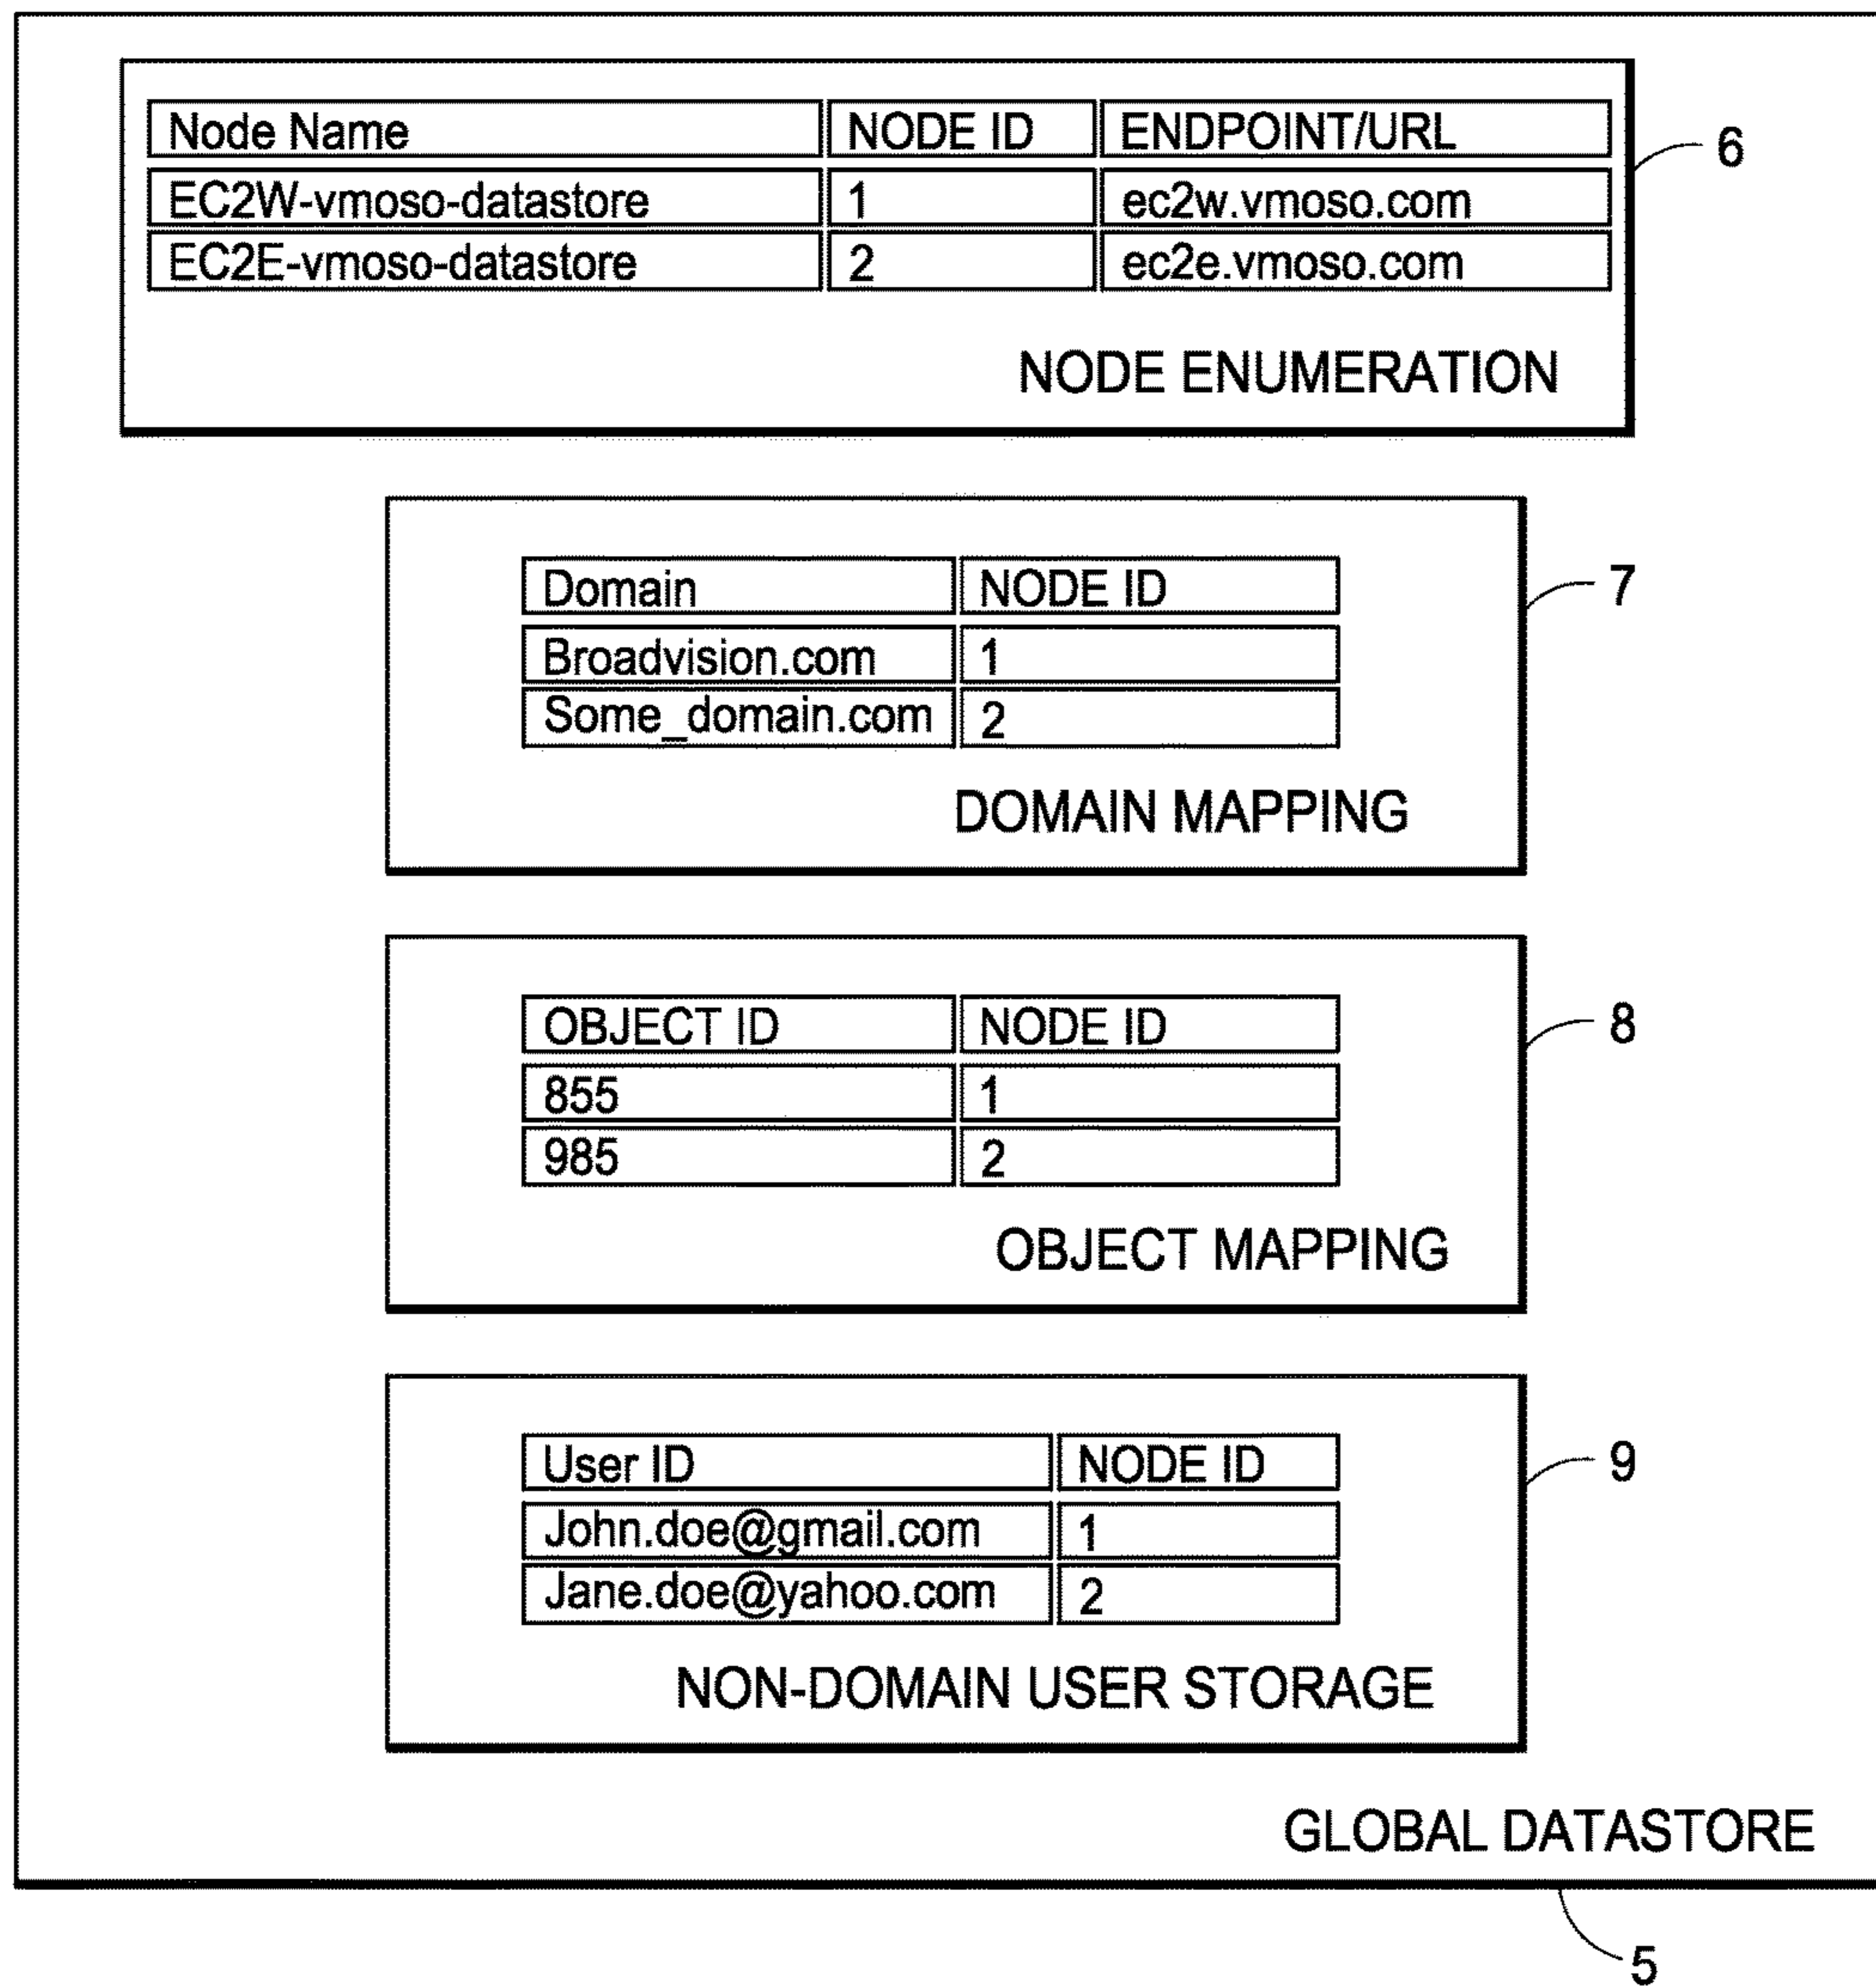 Node Name NODE ID ENDPOINT/URL
EC2W-vmoso-datastore 1 ec2w.vmoso.com
EC2E-vmoso-datastore 2 ec2e.vmoso.com
NODE ENUMERATION
6
Domain NODE ID
Broadvision.com 1
Some_domain.com 2
DOMAIN MAPPING
7
OBJECT ID NODE ID
855 1
985 2
OBJECT MAPPING
8
User ID NODE ID
John.doe@gmail.com 1
Jane.doe@yahoo.com 2
NON-DOMAIN USER STORAGE
9
GLOBAL DATASTORE
5